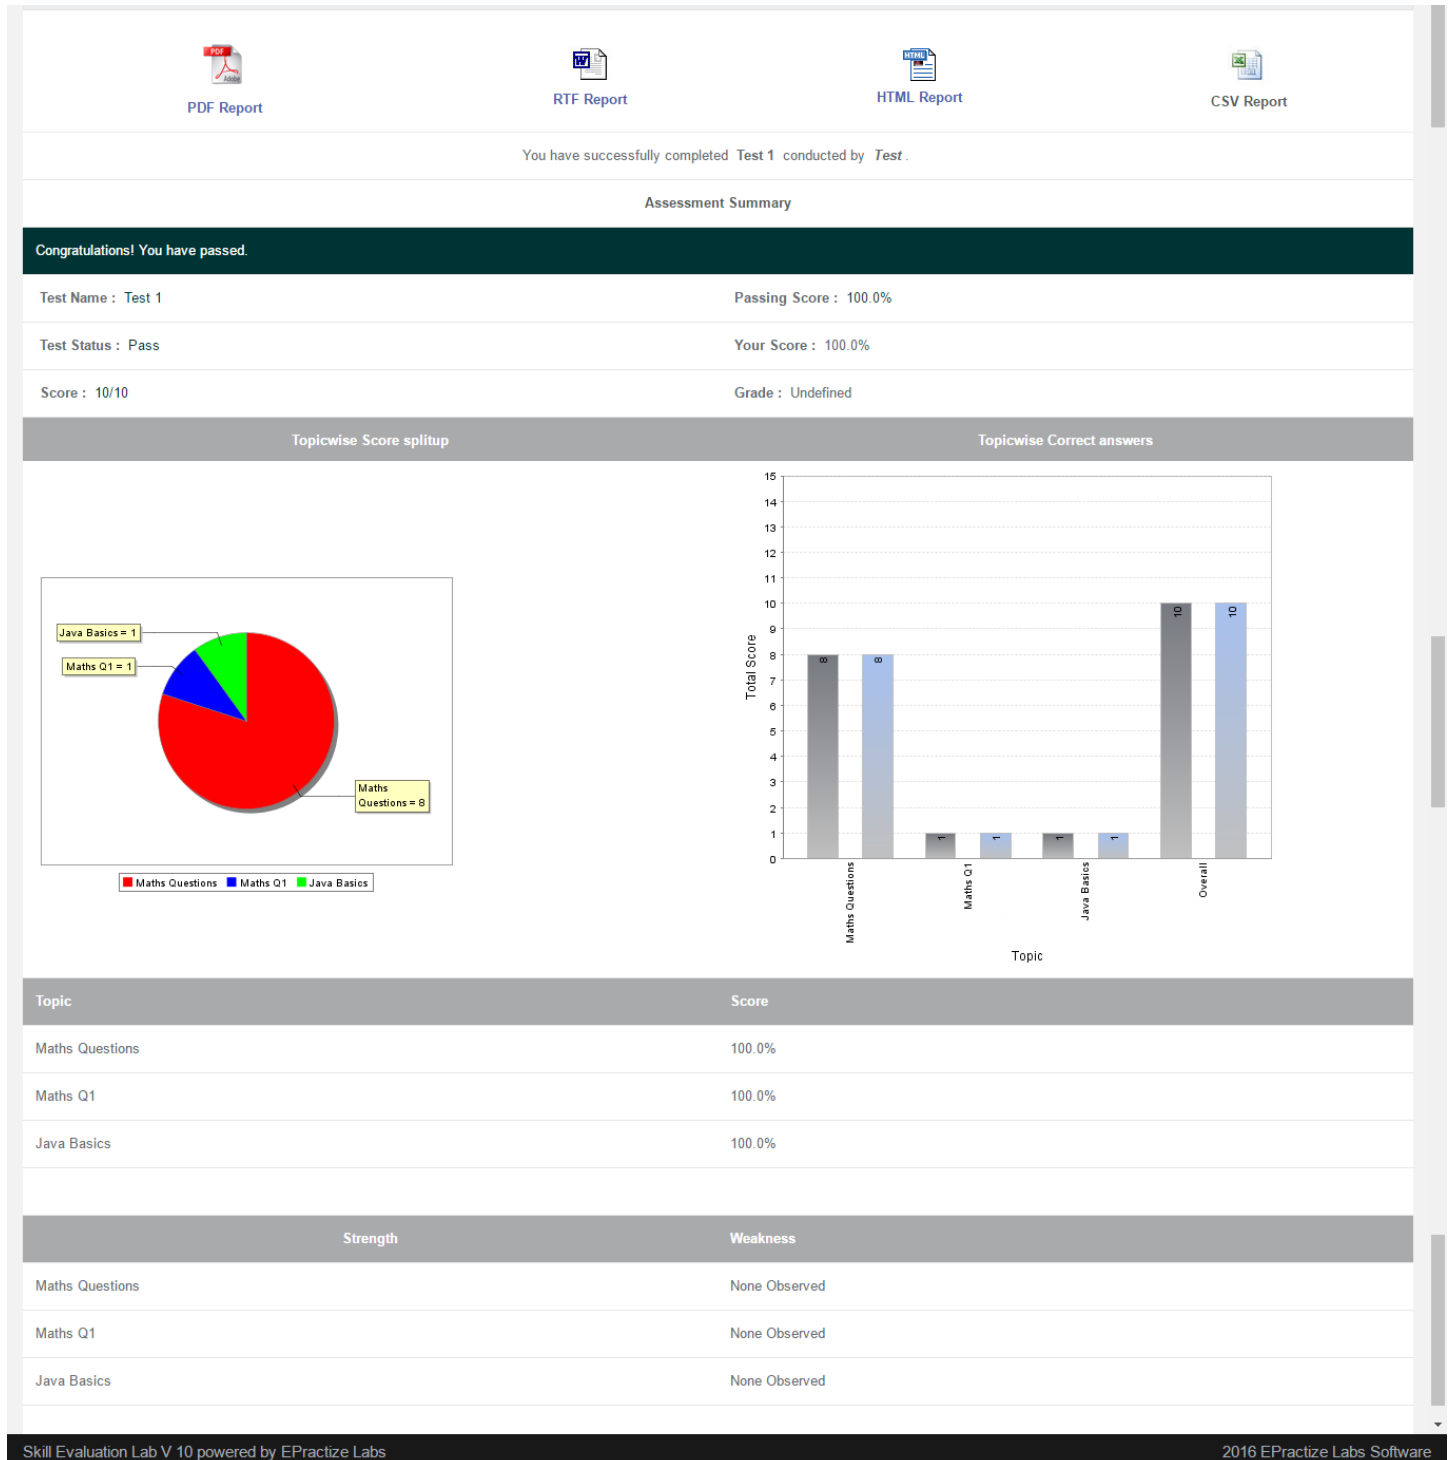 PDF
Adobe
PDF Report
W
RTF Report
HTML
HTML Report
CSV Report
You have successfully completed Test 1 conducted by Test .
Assessment Summary
Congratulations! You have passed.
Test Name : Test 1
Passing Score : 100.0%
Test Status : Pass
Your Score : 100.0%
Score : 10/10
Grade : Undefined
Topicwise Score splitup
Topicwise Correct answers
Java Basics = 1
Maths Q1 = 1
Maths
Questions = 8
Maths Questions Maths Q1 Java Basics
15
14
13
12
11
10
9
8
7
6
5
4
3
2
1
0
Total Score
8
8
1
1
1
1
10
10
Maths Questions
Maths Q1
Java Basics
Overall
Topic
Topic
Score
Maths Questions
100.0%
Maths Q1
100.0%
Java Basics
100.0%
Strength
Weakness
Maths Questions
None Observed
Maths Q1
None Observed
Java Basics
None Observed
Skill Evaluation Lab V 10 powered by EPractize Labs
2016 EPractize Labs Software